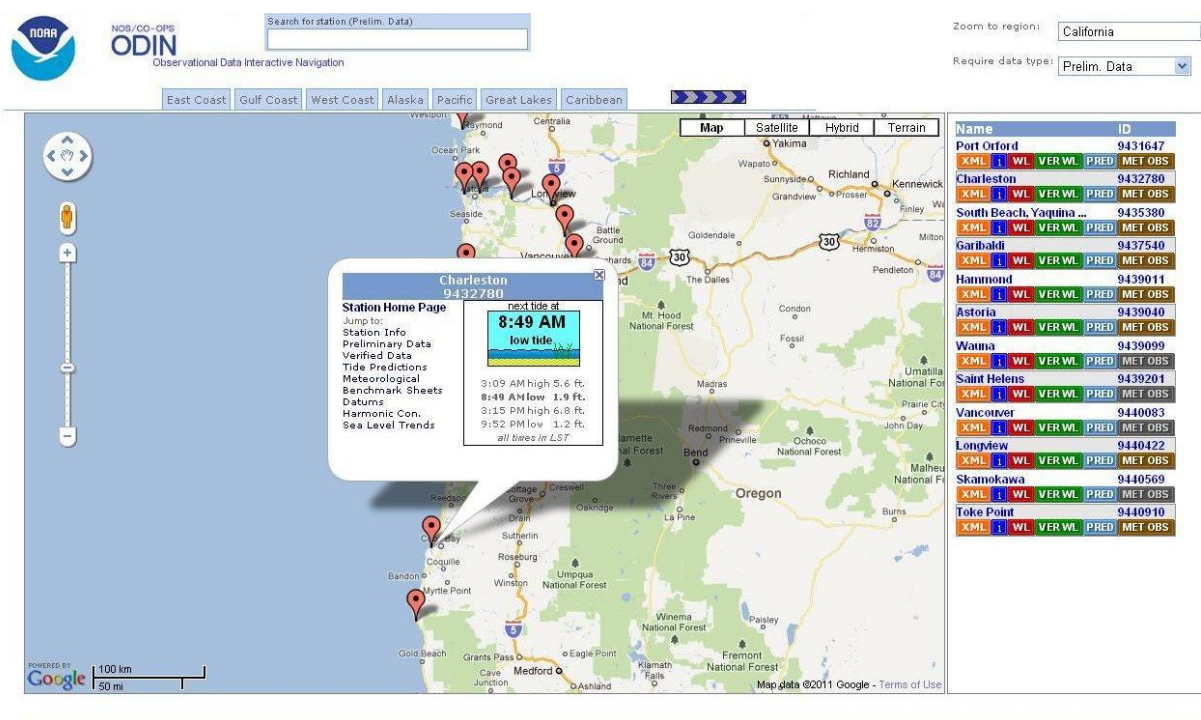 NOAA
NOS/CO-OPS
ODIN
Observational Data Interactive Navigation
Search for station (Prelim. Data)
Zoom to region: California
Require data type: Prelim. Data
East Coast Gulf Coast West Coast Alaska Pacific Great Lakes Caribbean
Map Satellite Hybrid Terrain
Westport
Raymond
Centralia
Yakima
Ocean Park
Wapato
Sunnyside
Richland
Kennewick
Grandview
Prosser
Finley
5
Seaside
82
Battle
Ground
Goldendale
30
Hermiston
Milton
Vancouver
84
30
The Dalles
Pendleton
84
Mt. Hood
National Forest
Condon
Fossil
Umatilla
National For
Madras
Prairie City
Redmond
Prineville
Ochoco
National Forest
John Day
Bend
Malheu
National Fo
Charleston
9432780
Station Home Page
Jump to:
Station Info
Preliminary Data
Verified Data
Tide Predictions
Meteorological
Benchmark Sheets
Datums
Harmonic Con.
Sea Level Trends
next tide at
8:49 AM
low tide
3:09 AM high 5.6 ft.
8:49 AM low 1.9 ft.
3:15 PM high 6.8 ft.
9:52 PM low 1.2 ft.
all times in LST
Reedsport
Cottage
Grove
Creswell
Oakridge
Three
Rivers
Oregon
La Pine
Burns
Drain
Sutherlin
Roseburg
Coquille
Bandon
Winston
Umpqua
National Forest
Myrtle Point
Winema
National Forest
Paisley
5
Gold Beach
Grants Pass
Eagle Point
Fremont
National Forest
Cave
Junction
Medford
Klamath
Falls
Ashland
POWERED BY
Google
100 km
50 mi
Map data ©2011 Google - Terms of Use
Name ID
Port Orford 9431647
XML i WL VER WL PRED MET OBS
Charleston 9432780
XML i WL VER WL PRED MET OBS
South Beach, Yaquina ... 9435380
XML i WL VER WL PRED MET OBS
Garibaldi 9437540
XML i WL VER WL PRED MET OBS
Hammond 9439011
XML i WL VER WL PRED MET OBS
Astoria 9439040
XML i WL VER WL PRED MET OBS
Wauna 9439099
XML i WL VER WL PRED MET OBS
Saint Helens 9439201
XML i WL VER WL PRED MET OBS
Vancouver 9440083
XML i WL VER WL PRED MET OBS
Longview 9440422
XML i WL VER WL PRED MET OBS
Skamokawa 9440569
XML i WL VER WL PRED MET OBS
Toke Point 9440910
XML i WL VER WL PRED MET OBS